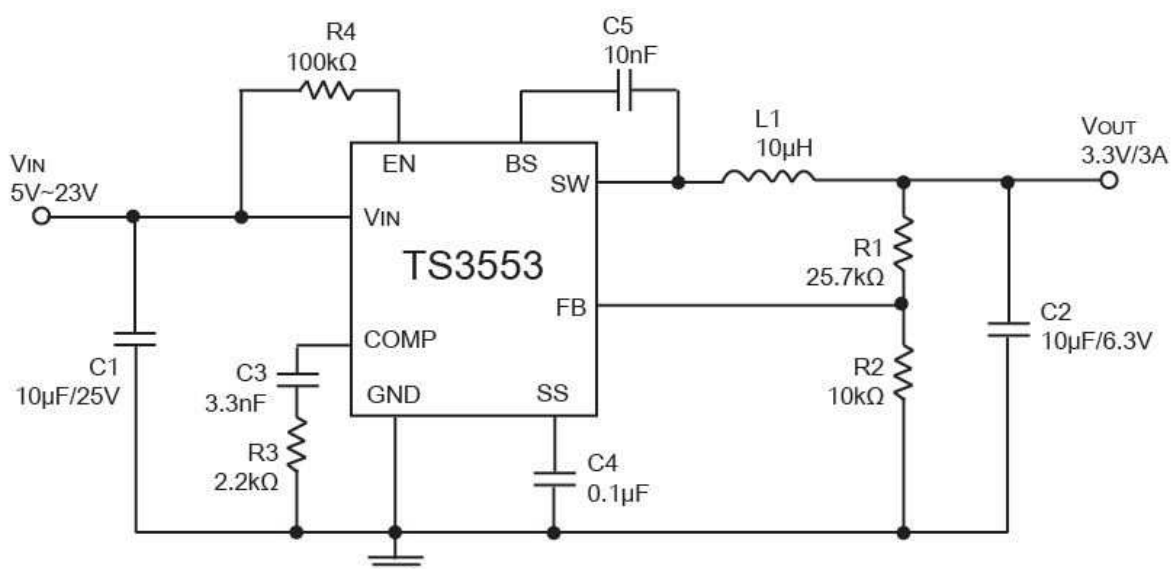 R4
100kΩ
C5
10nF
L1
10µH
VOUT
3.3V/3A
VIN
5V~23V
EN
BS
SW
VIN
TS3553
R1
25.7kΩ
FB
C1
10µF/25V
COMP
C3
3.3nF
GND
SS
R2
10kΩ
C2
10µF/6.3V
R3
2.2kΩ
C4
0.1µF